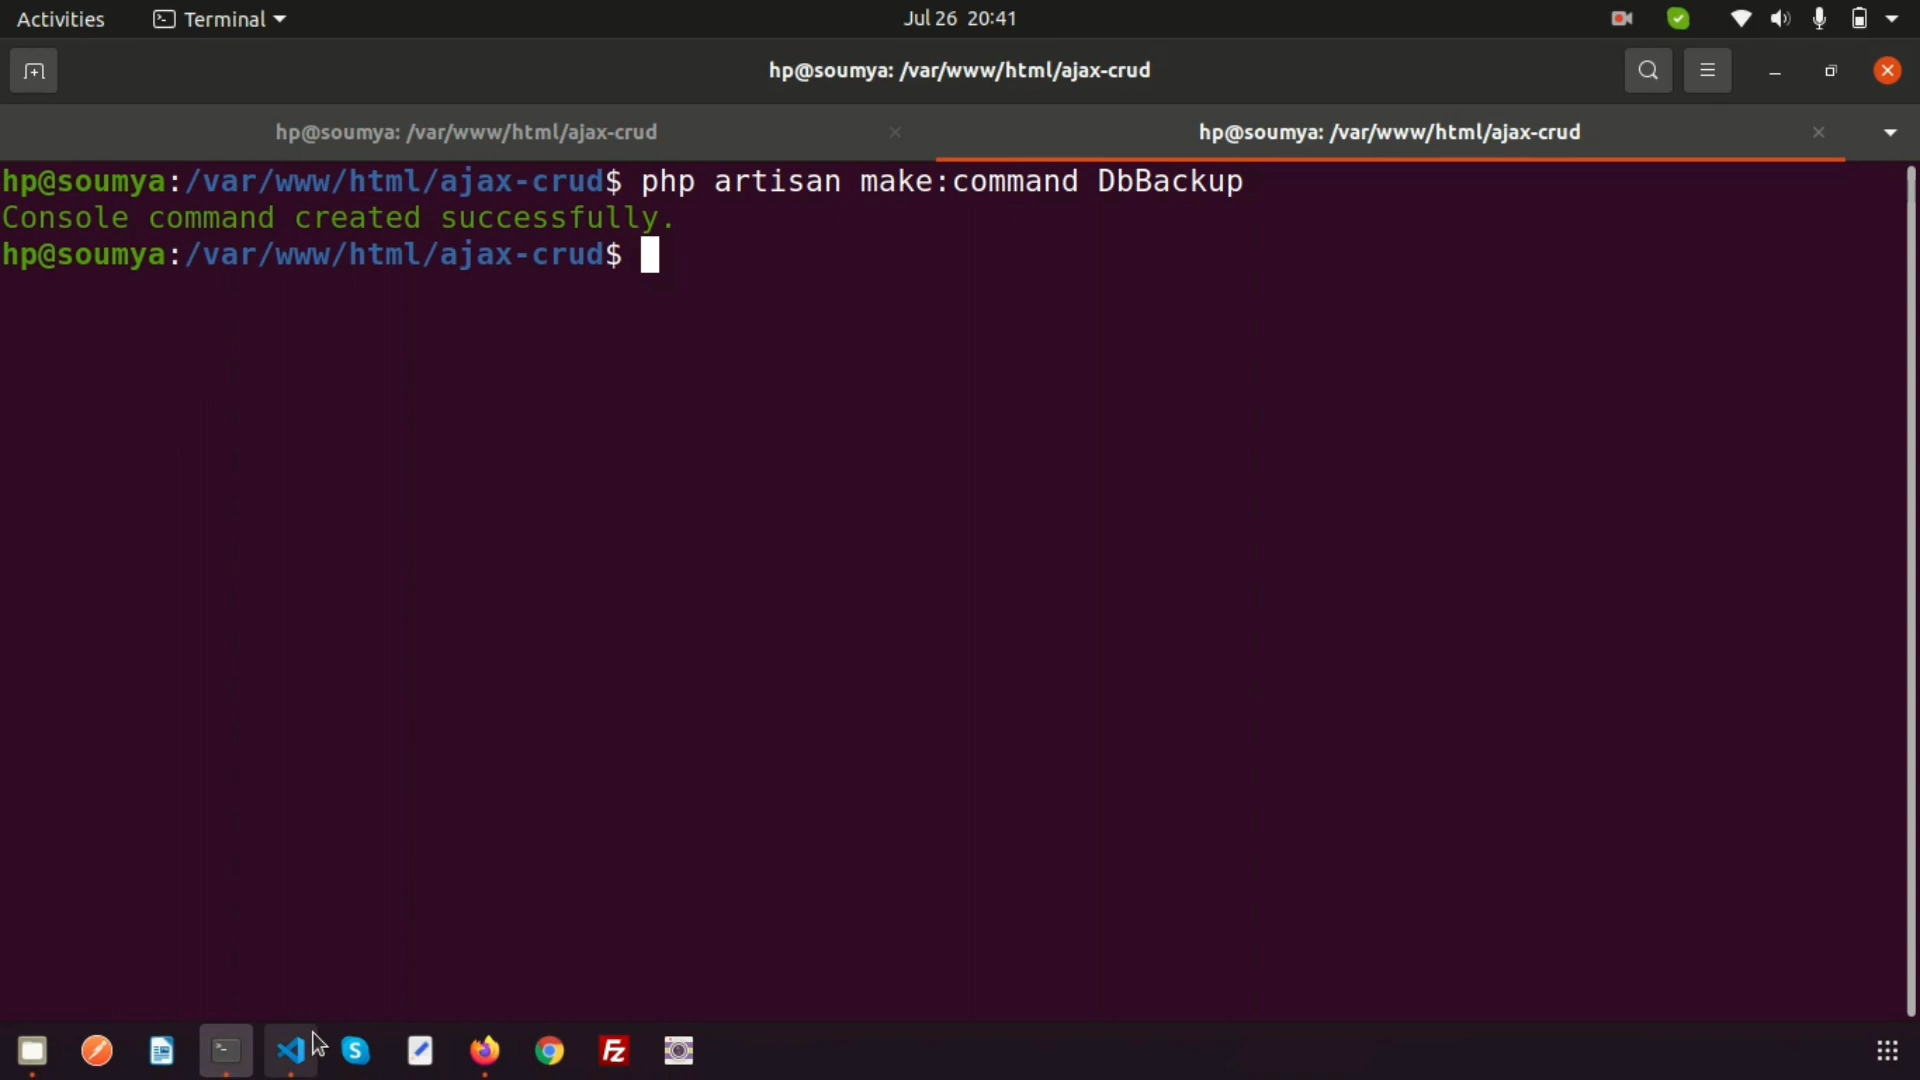 Activities Terminal Jul 26 20:41
hp@soumya: /var/www/html/ajax-crud
hp@soumya: /var/www/html/ajax-crud hp@soumya: /var/www/html/ajax-crud
hp@soumya:/var/www/html/ajax-crud$ php artisan make:command DbBackup
Console command created successfully.
hp@soumya:/var/www/html/ajax-crud$